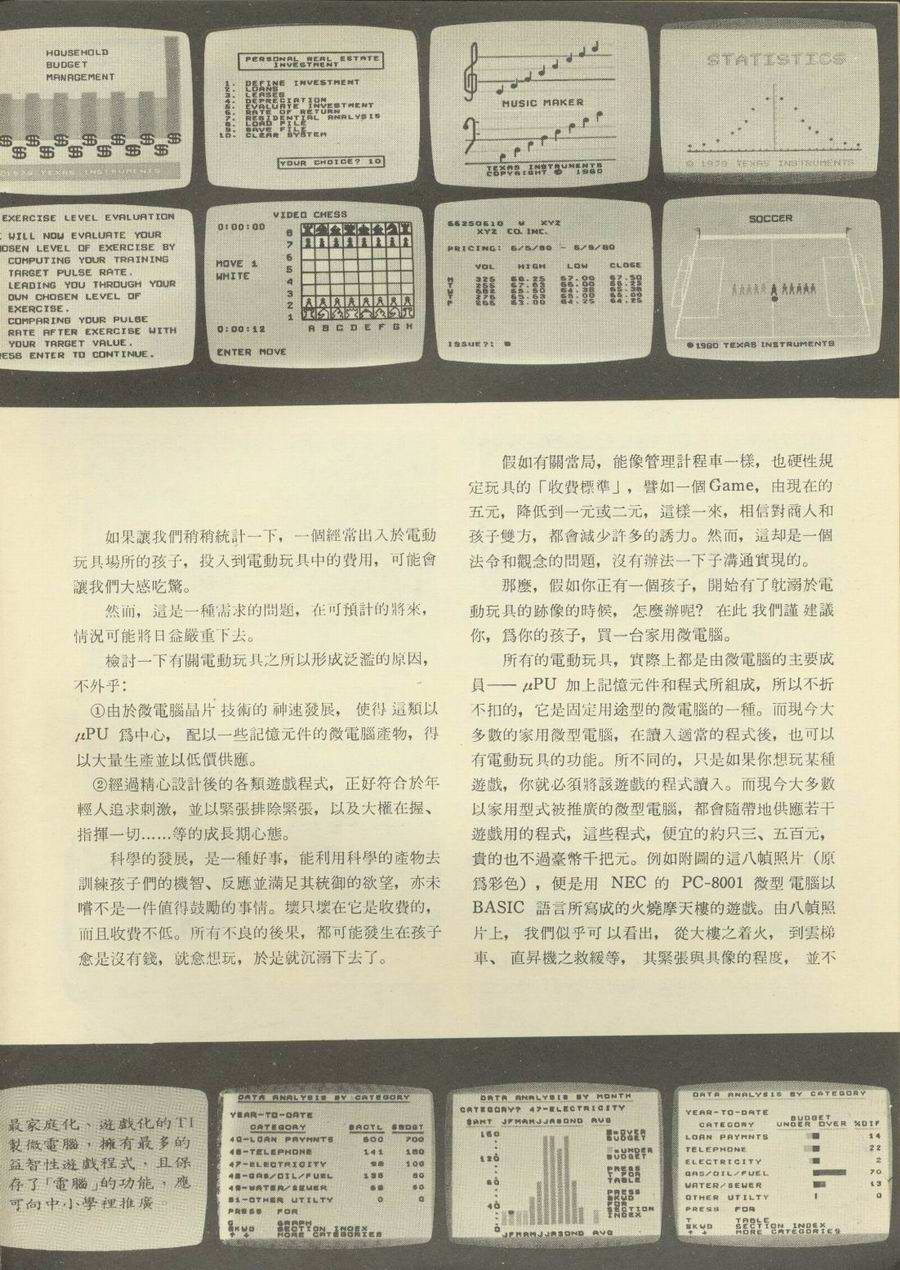 HOUSEHOLD
BUDGET
MANAGEMENT
©1979 TEXAS INSTRUMENTS
PERSONAL REAL ESTATE
INVESTMENT
1. DEFINE INVESTMENT
2. LOANS
3. LEASES
4. DEPRECIATION
5. EVALUATE INVESTMENT
6. RATE OF RETURN
7. RESIDENTIAL ANALYSIS
8. LOAD FILE
9. SAVE FILE
10. CLEAR SYSTEM
YOUR CHOICE? 10
MUSIC MAKER
TEXAS INSTRUMENTS
COPYRIGHT © 1980
STATISTICS
© 1979 TEXAS INSTRUMENTS
EXERCISE LEVEL EVALUATION
WILL NOW EVALUATE YOUR
OSEN LEVEL OF EXERCISE BY
COMPUTING YOUR TRAINING
TARGET PULSE RATE.
LEADING YOU THROUGH YOUR
OWN CHOSEN LEVEL OF
EXERCISE.
COMPARING YOUR PULSE
RATE AFTER EXERCISE WITH
YOUR TARGET VALUE.
ESS ENTER TO CONTINUE.
VIDEO CHESS
0:00:00
8
7
6
5
4
3
2
1
MOVE 1
WHITE
0:00:12
A B C D E F G H
ENTER MOVE
66250610 W XYZ
XYZ CO. INC.
PRICING: 6/5/80 - 6/9/80
VOL HIGH LOW CLOSE
ISSUE?:
SOCCER
©1980 TEXAS INSTRUMENTS
如果讓我們稍稍統計一下，一個經常出入於電動
玩具場所的孩子，投入到電動玩具中的費用，可能會
讓我們大感吃驚。
然而，這是一種需求的問題，在可預計的將來，
情況可能將日益嚴重下去。
檢討一下有關電動玩具之所以形成泛濫的原因，
不外乎：
①由於微電腦晶片技術的神速發展，使得這類以
μPU 爲中心，配以一些記憶元件的微電腦產物，得
以大量生產並以低價供應。
②經過精心設計後的各類遊戲程式，正好符合於年
輕人追求刺激，並以緊張排除緊張，以及大權在握、
指揮一切……等的成長期心態。
科學的發展，是一種好事，能利用科學的產物去
訓練孩子們的機智、反應並滿足其統御的欲望，亦未
嚐不是一件值得鼓勵的事情。壞只壞在它是收費的，
而且收費不低。所有不良的後果，都可能發生在孩子
愈是沒有錢，就愈想玩，於是就沉溺下去了。
假如有關當局，能像管理計程車一樣，也硬性規
定玩具的「收費標準」，譬如一個Game，由現在的
五元，降低到一元或二元，這樣一來，相信對商人和
孩子雙方，都會減少許多的誘力。然而，這却是一個
法令和觀念的問題，沒有辦法一下子溝通實現的。
那麽，假如你正有一個孩子，開始有了躭溺於電
動玩具的跡像的時候，怎麽辦呢？在此我們謹建議
你，爲你的孩子，買一台家用微電腦。
所有的電動玩具，實際上都是由微電腦的主要成
員── μPU 加上記憶元件和程式所組成，所以不折
不扣的，它是固定用途型的微電腦的一種。而現今大
多數的家用微型電腦，在讀入適當的程式後，也可以
有電動玩具的功能。所不同的，只是如果你想玩某種
遊戲，你就必須將該遊戲的程式讀入。而現今大多數
以家用型式被推廣的微型電腦，都會隨帶地供應若干
遊戲用的程式，這些程式，便宜的約只三、五百元，
貴的也不過臺幣千把元。例如附圖的這八幀照片（原
爲彩色），便是用 NEC 的 PC-8001 微型電腦以
BASIC 語言所寫成的火燒摩天樓的遊戲。由八幀照
片上，我們似乎可以看出，從大樓之着火，到雲梯
車、直昇機之救緩等，其緊張與具像的程度，並不
最家庭化、遊戲化的TI
製微電腦，擁有最多的
益智性遊戲程式，且保
存了「電腦」的功能，應
可向中小學裡推廣。
DATA ANALYSIS BY CATEGORY
YEAR-TO-DATE
CATEGORY $ACTL $BDGT
40-LOAN PAYMNTS 600 700
46-TELEPHONE 141 180
47-ELECTRICITY 98 100
48-GAS/OIL/FUEL
49-WATER/SEWER
51-OTHER UTILTY 0 0
PRESS FOR
G GRAPH
BKWD SECTION INDEX
↑ ↓ MORE CATEGORIES
DATA ANALYSIS BY MONTH
CATEGORY? 47-ELECTRICITY
$AMT JFMAMJJASOND AVG
160
120
40
0
=OVER
BUDGET
=UNDER
BUDGET
PRESS
T FOR
TABLE
PRESS
BKWD
FOR
SECTION
INDEX
JFMAMJJASOND AVG
DATA ANALYSIS BY CATEGORY
YEAR-TO-DATE
BUDGET
CATEGORY UNDER OVER %DIF
LOAN PAYMNTS 14
TELEPHONE 22
ELECTRICITY 2
GAS/OIL/FUEL 70
WATER/SEWER 13
OTHER UTILTY 0
PRESS FOR
T TABLE
BKWD SECTION INDEX
↑ ↓ MORE CATEGORIES